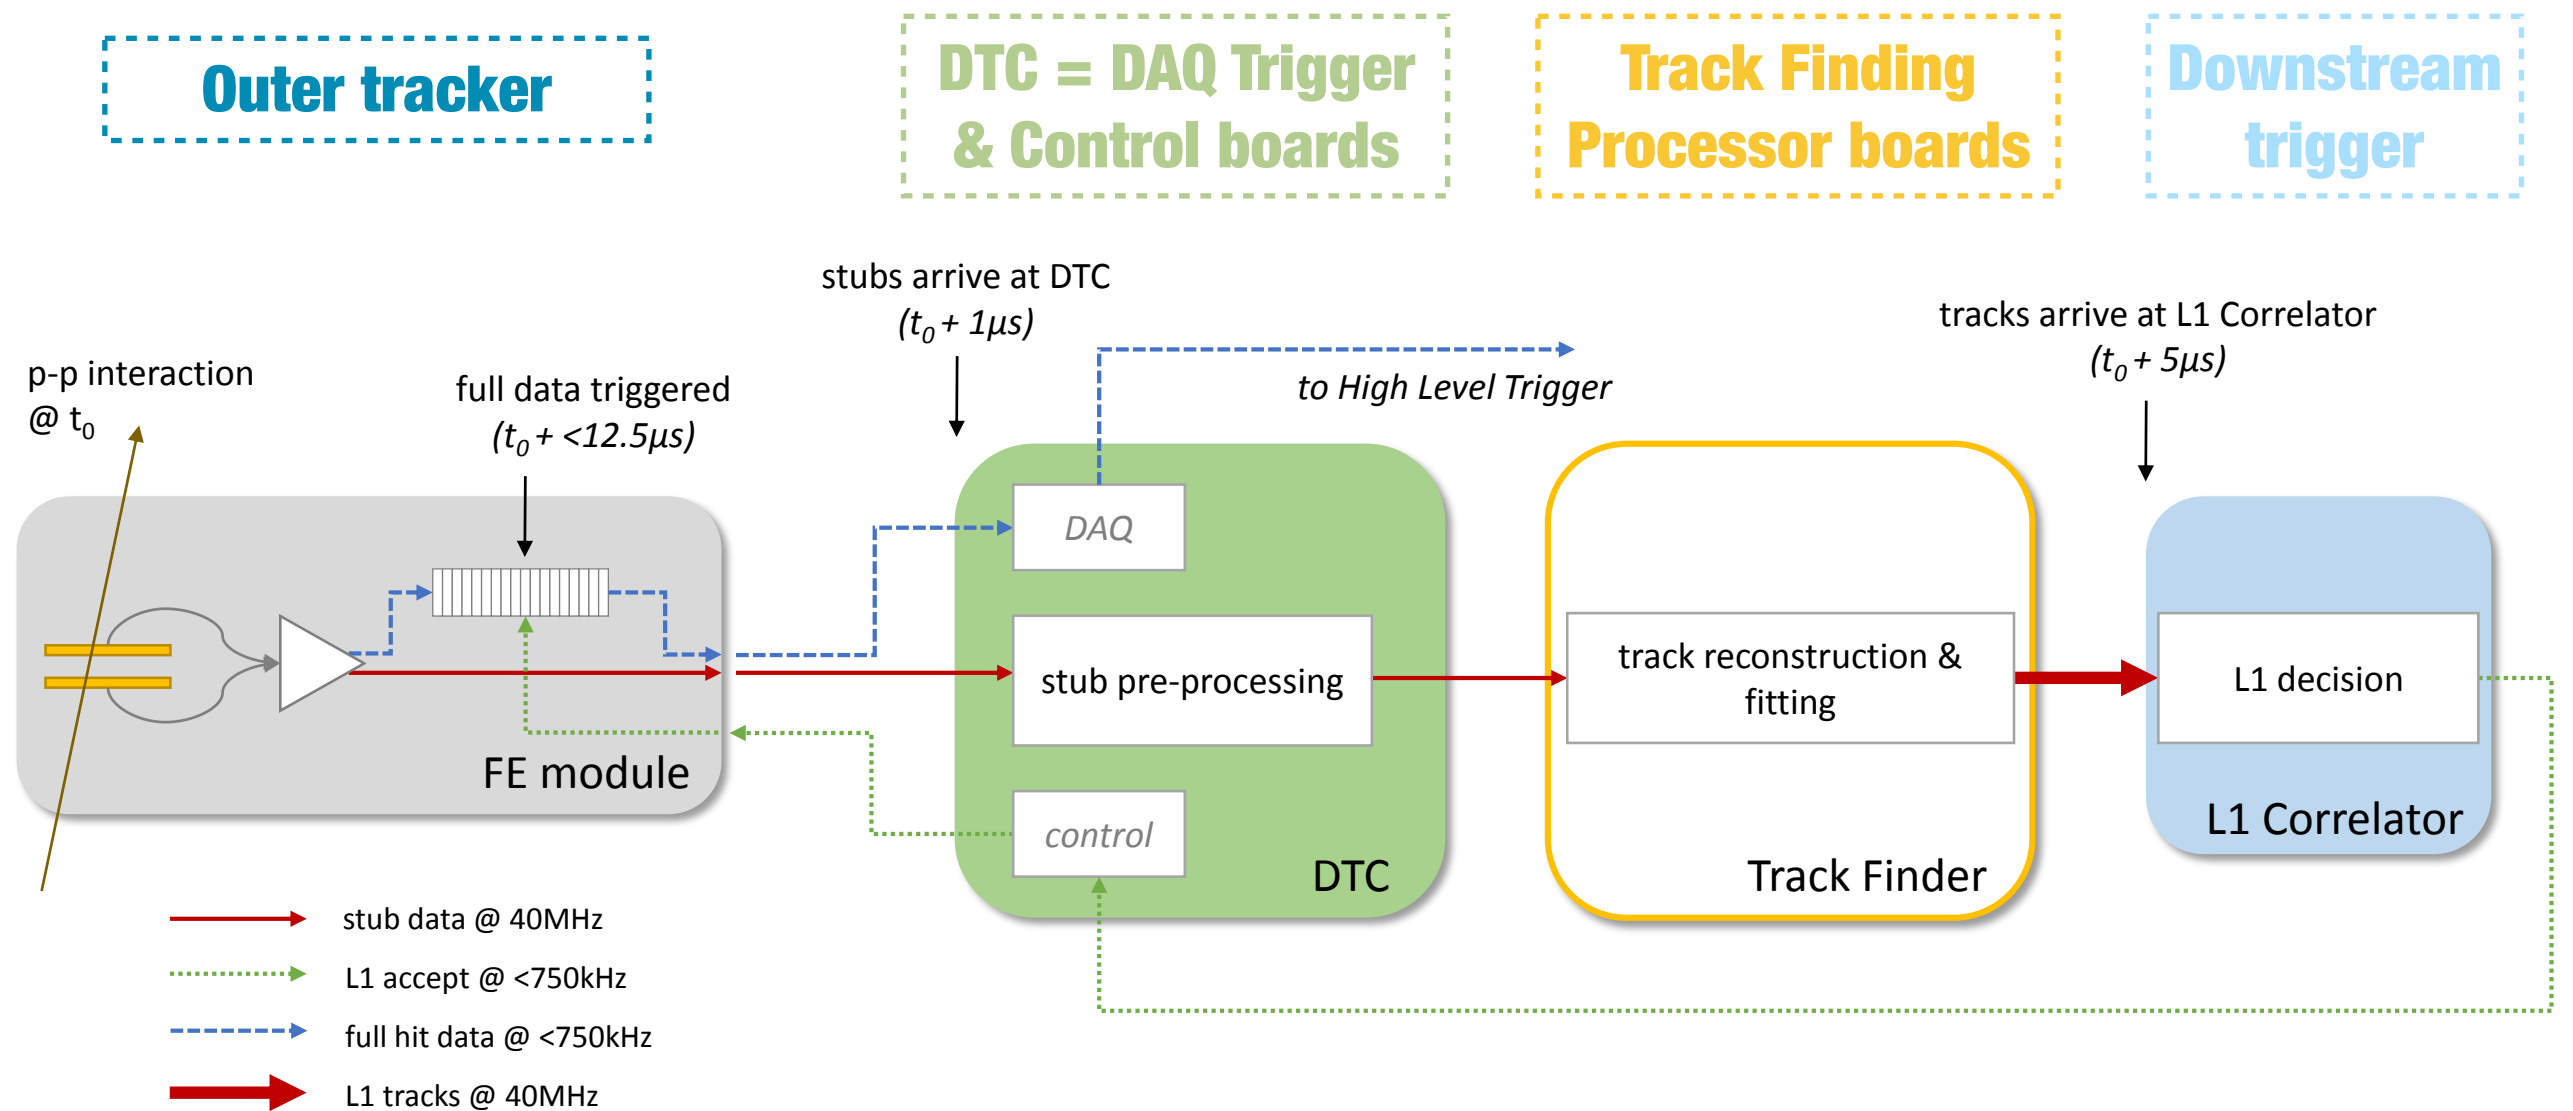 Outer tracker
DTC = DAQ Trigger
& Control boards
Track Finding
Processor boards
Downstream
trigger
stubs arrive at DTC
(t0 + 1μs)
tracks arrive at L1 Correlator
(t0 + 5μs)
p-p interaction
@ t0
full data triggered
(t0 + <12.5μs)
to High Level Trigger
DAQ
stub pre-processing
track reconstruction &
fitting
L1 decision
FE module
control
DTC
Track Finder
L1 Correlator
stub data @ 40MHz
L1 accept @ <750kHz
full hit data @ <750kHz
L1 tracks @ 40MHz